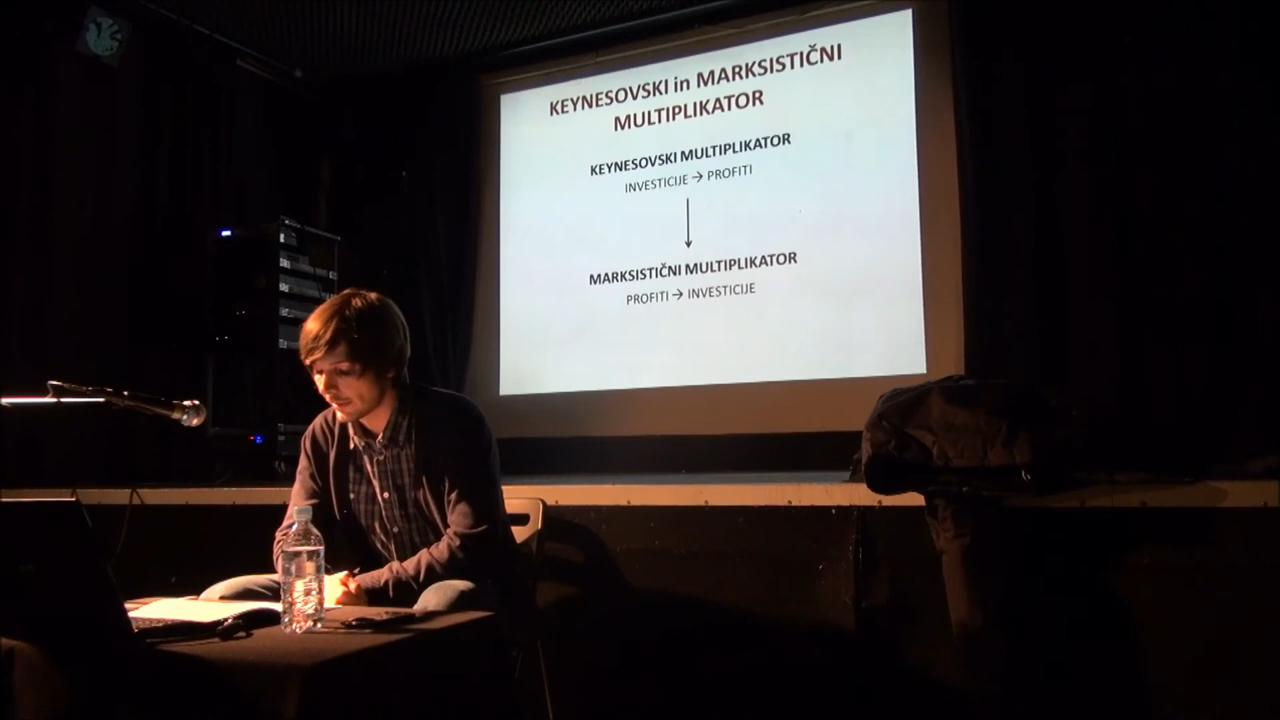 KEYNESOVSKI in MARKSISTIČNI
MULTIPLIKATOR
KEYNESOVSKI MULTIPLIKATOR
INVESTICIJE → PROFITI
MARKSISTIČNI MULTIPLIKATOR
PROFITI → INVESTICIJE